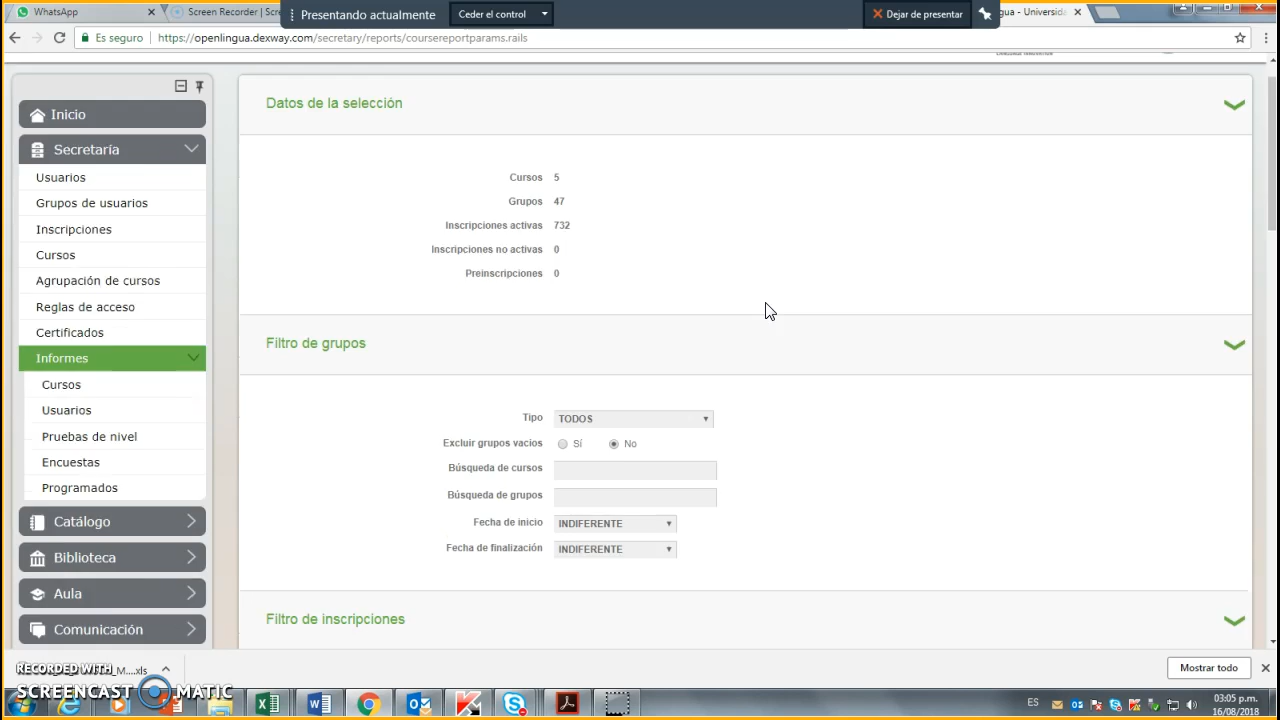 WhatsApp
Screen Recorder | Scre
Presentando actualmente
Ceder el control
Dejar de presentar
gua - Universida
Es seguro
https://openlingua.dexway.com/secretary/reports/coursereportparams.rails
Inicio
Secretaría
Usuarios
Grupos de usuarios
Inscripciones
Cursos
Agrupación de cursos
Reglas de acceso
Certificados
Informes
Cursos
Usuarios
Pruebas de nivel
Encuestas
Programados
Catálogo
Biblioteca
Aula
Comunicación
Datos de la selección
Cursos 5
Grupos 47
Inscripciones activas 732
Inscripciones no activas 0
Preinscripciones 0
Filtro de grupos
Tipo TODOS
Excluir grupos vacios Sí No
Búsqueda de cursos
Búsqueda de grupos
Fecha de inicio INDIFERENTE
Fecha de finalización INDIFERENTE
Filtro de inscripciones
RECORDED WITH
_M....xls
SCREENCAST MATIC
Mostrar todo
ES
03:05 p.m.
16/08/2018